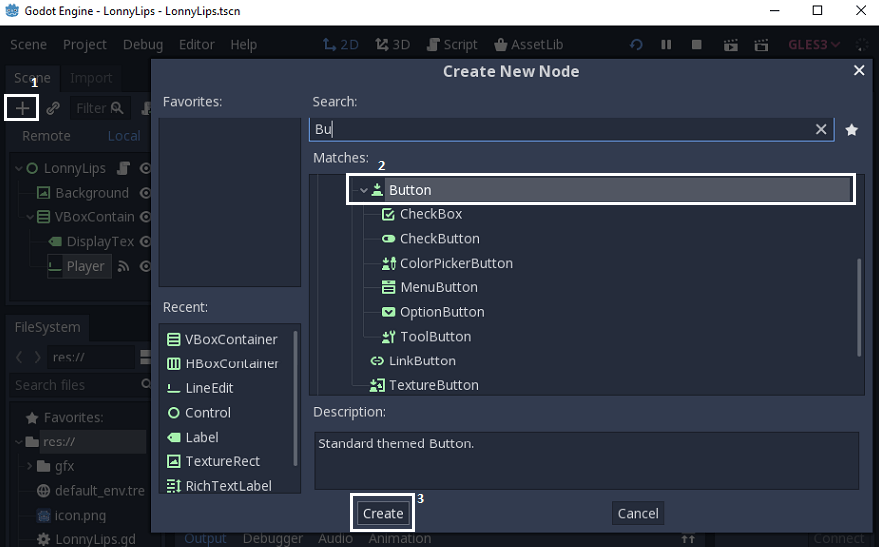 Godot Engine - LonnyLips - LonnyLips.tscn
Scene Project Debug Editor Help 2D 3D Script AssetLib GLES3
Scene Import
1
Filter
Remote Local
LonnyLips
Background
VBoxContain
DisplayTex
Player
FileSystem
res://
Search files
Favorites:
res://
gfx
default_env.tre
icon.png
LonnyLips.gd
Create New Node
Favorites:
Recent:
VBoxContainer
HBoxContainer
LineEdit
Control
Label
TextureRect
RichTextLabel
Search:
Bu
Matches:
2
Button
CheckBox
CheckButton
ColorPickerButton
MenuButton
OptionButton
ToolButton
LinkButton
TextureButton
Description:
Standard themed Button.
Create
3
Cancel
Output Debugger Audio Animation
Connect